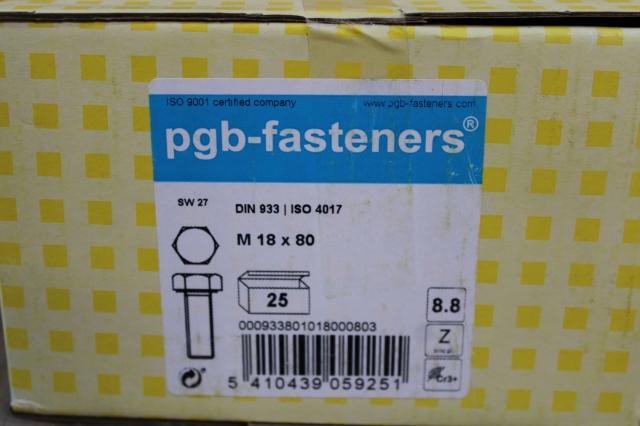 ISO 9001 certified company www.pgb-fasteners.com
pgb-fasteners®
SW 27 DIN 933 | ISO 4017
M 18 x 80
25
8.8
000933801018000803
Z
Cr3+
5 410439 059251